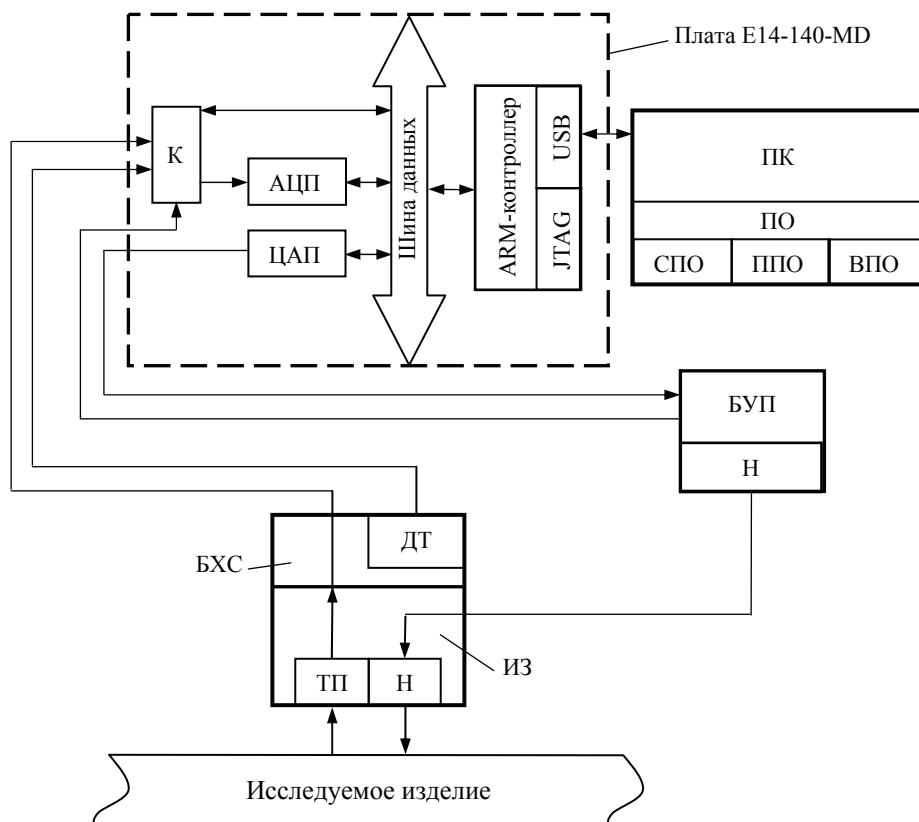 Плата E14-140-MD
К
АЦП
ЦАП
Шина данных
ARM-контроллер
USB
JTAG
ПК
ПО
СПО
ППО
ВПО
БУП
Н
ДТ
БХС
ИЗ
ТП
Н
Исследуемое изделие